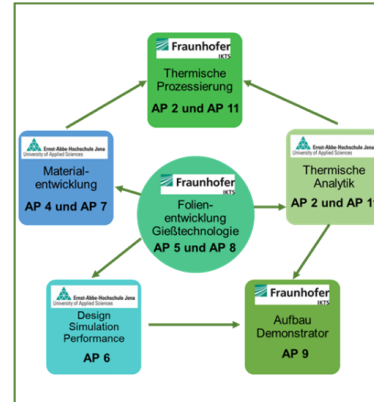 Fraunhofer
IKTS
Thermische
Prozessierung
AP 2 und AP 11
Ernst-Abbe-Hochschule Jena
University of Applied Sciences
Material-
entwicklung
AP 4 und AP 7
Fraunhofer
IKTS
Folien-
entwicklung
Gießtechnologie
AP 5 und AP 8
Ernst-Abbe-Hochschule Jena
University of Applied Sciences
Thermische
Analytik
AP 2 und AP
Ernst-Abbe-Hochschule Jena
University of Applied Sciences
Design
Simulation
Performance
AP 6
Fraunhofer
IKTS
Aufbau
Demonstrator
AP 9